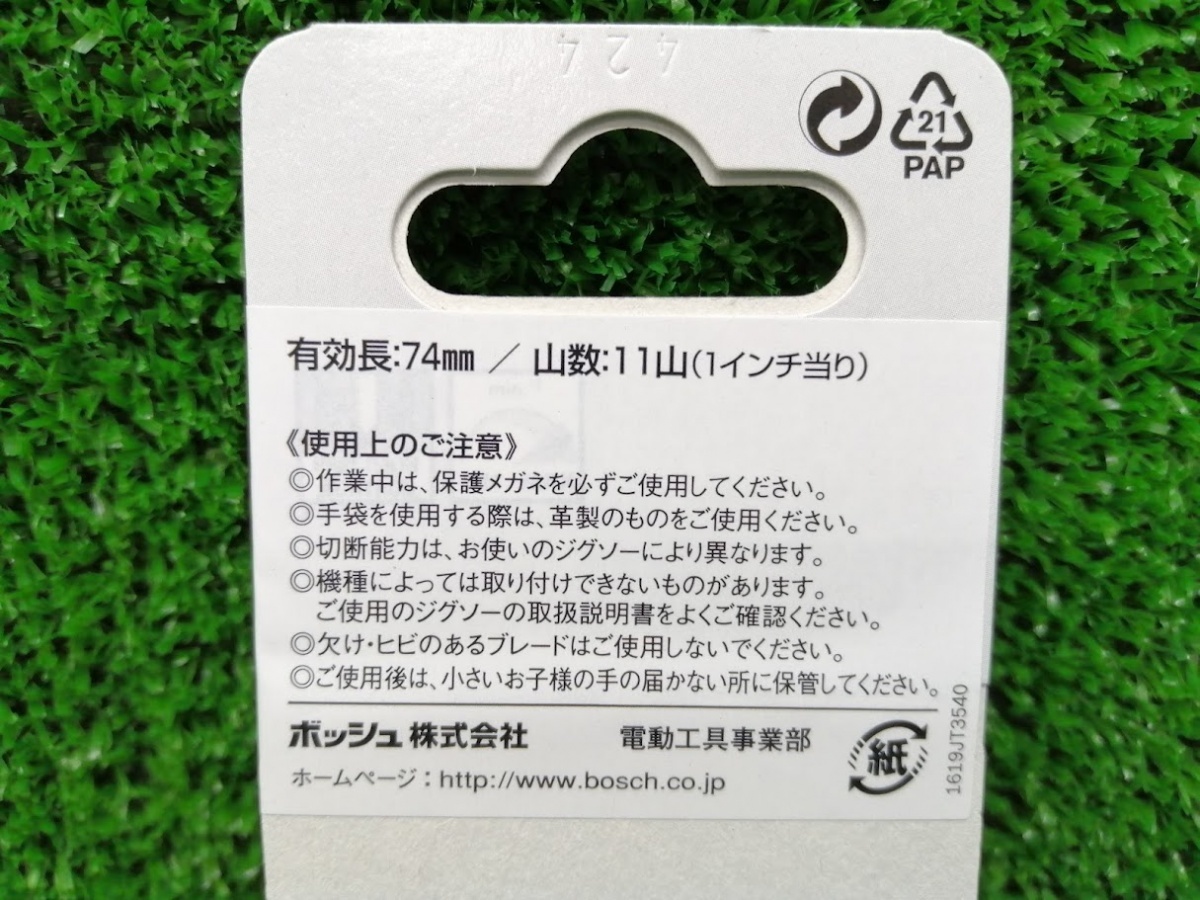 424
21
PAP
有効長:74㎜ ／ 山数:11山(1インチ当り)
《使用上のご注意》
◎作業中は、保護メガネを必ずご使用してください。
◎手袋を使用する際は、革製のものをご使用ください。
◎切断能力は、お使いのジグソーにより異なります。
◎機種によっては取り付けできないものがあります。
ご使用のジグソーの取扱説明書をよくご確認ください。
◎欠け・ヒビのあるブレードはご使用しないでください。
◎ご使用後は、小さいお子様の手の届かない所に保管してください。
ボッシュ株式会社 電動工具事業部
ホームページ：http://www.bosch.co.jp
紙
1619JT3540